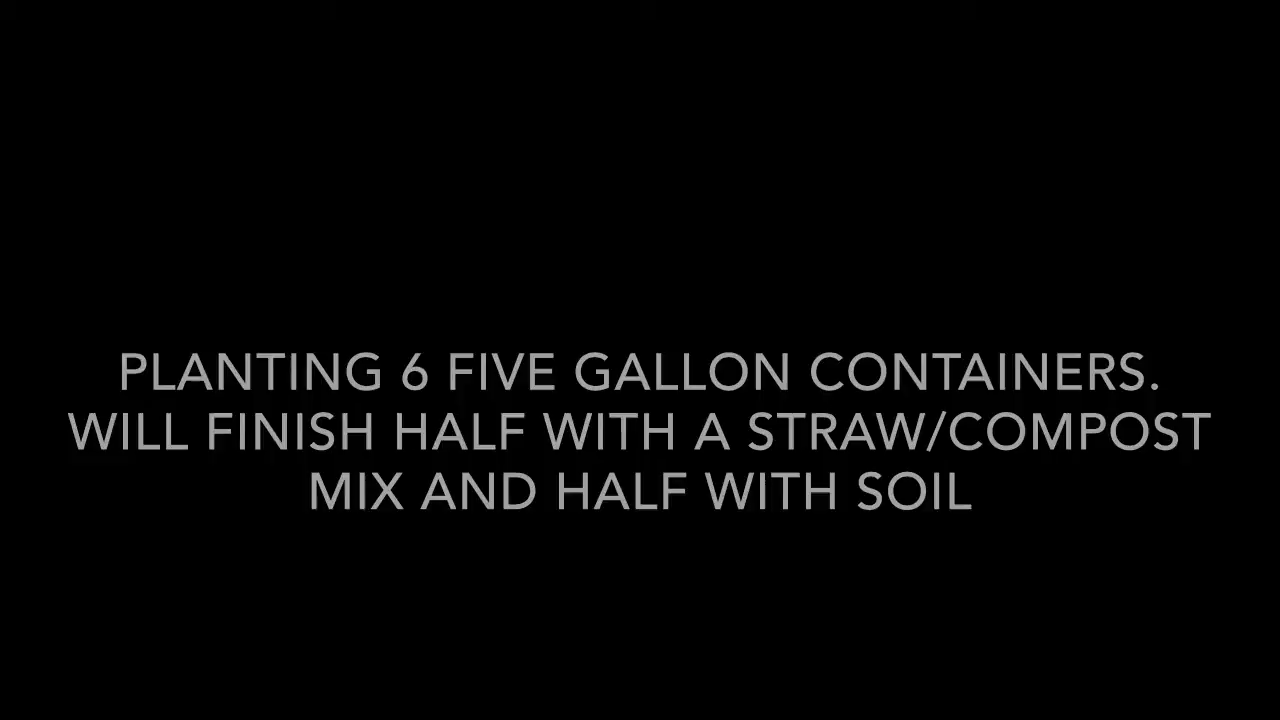 PLANTING 6 FIVE GALLON CONTAINERS.
WILL FINISH HALF WITH A STRAW/COMPOST
MIX AND HALF WITH SOIL